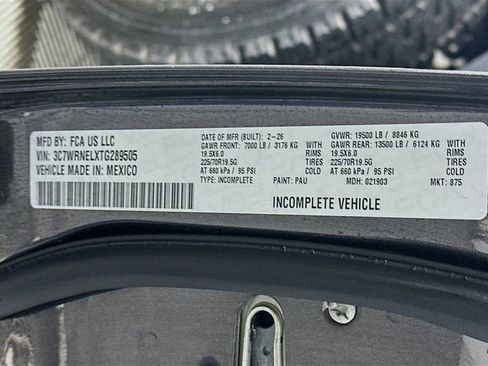 MFD BY: FCA US LLC
VIN: 3C7WRNELXTG289505
VEHICLE MADE IN: MEXICO
DATE OF MFR (BUILT): 2-26
GAWR FRONT: 7000 LB / 3176 KG WITH
19.5X6.0 RIMS
225/70R19.5G TIRES
AT 660 kPa / 95 PSI COLD
TYPE: INCOMPLETE PAINT: PAU
GVWR: 19500 LB / 8846 KG
GAWR REAR: 13500 LB / 6124 KG WITH
19.5X6.0 RIMS
225/70R19.5G TIRES
AT 660 kPa / 95 PSI COLD
MDH: 021903 MKT: 875
INCOMPLETE VEHICLE